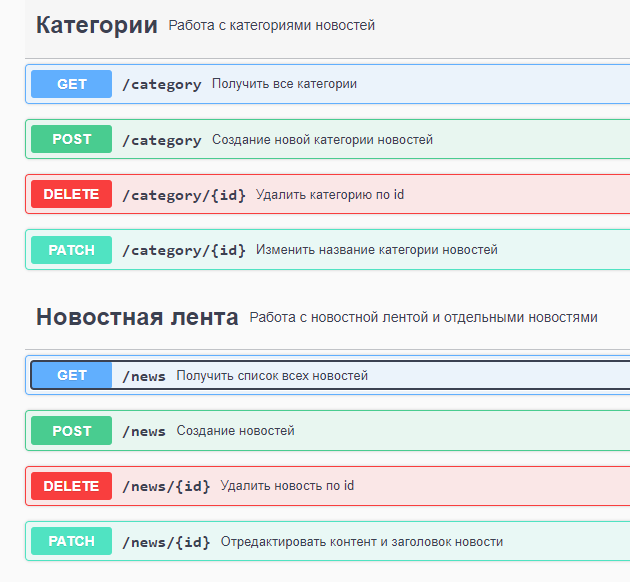 Категории Работа с категориями новостей
GET /category Получить все категории
POST /category Создание новой категории новостей
DELETE /category/{id} Удалить категорию по id
PATCH /category/{id} Изменить название категории новостей
Новостная лента Работа с новостной лентой и отдельными новостями
GET /news Получить список всех новостей
POST /news Создание новостей
DELETE /news/{id} Удалить новость по id
PATCH /news/{id} Отредактировать контент и заголовок новости